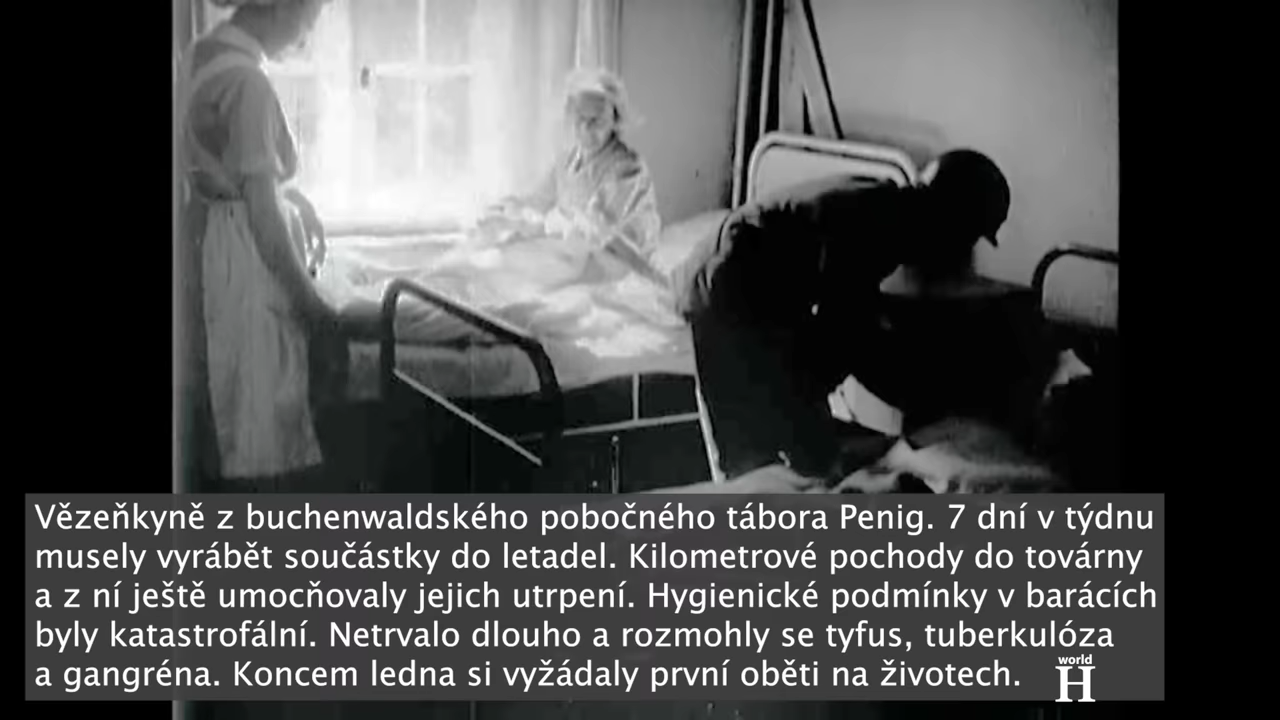 Vězeňkyně z buchenwaldského pobočného tábora Penig. 7 dní v týdnu
musely vyrábět součástky do letadel. Kilometrové pochody do továrny
a z ní ještě umocňovaly jejich utrpení. Hygienické podmínky v barácích
byly katastrofální. Netrvalo dlouho a rozmohly se tyfus, tuberkulóza
a gangréna. Koncem ledna si vyžádaly první oběti na životech.
world
H